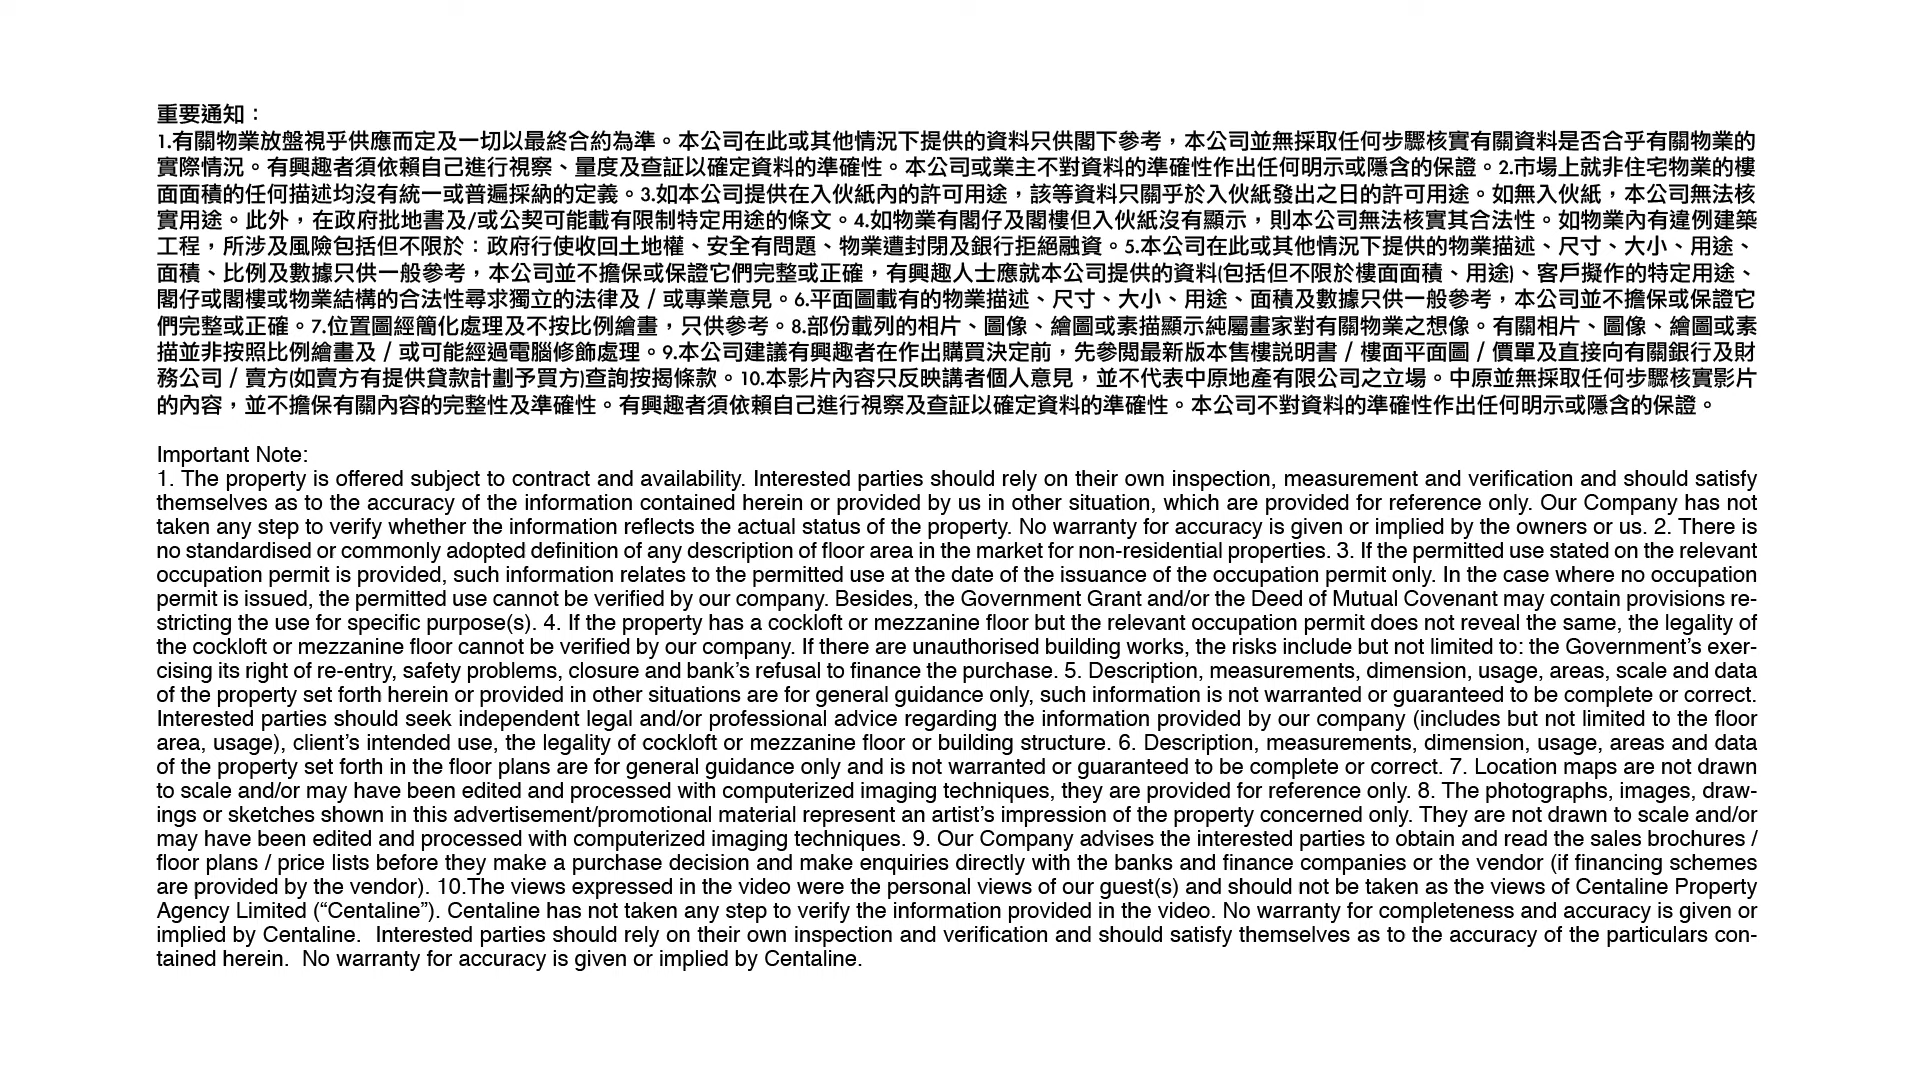 重要通知：
1.有關物業放盤視乎供應而定及一切以最終合約為準。本公司在此或其他情況下提供的資料只供閣下參考，本公司並無採取任何步驟核實有關資料是否合乎有關物業的
實際情況。有興趣者須依賴自己進行視察、量度及查証以確定資料的準確性。本公司或業主不對資料的準確性作出任何明示或隱含的保證。2.市場上就非住宅物業的樓
面面積的任何描述均沒有統一或普遍採納的定義。3.如本公司提供在入伙紙內的許可用途，該等資料只關乎於入伙紙發出之日的許可用途。如無入伙紙，本公司無法核
實用途。此外，在政府批地書及/或公契可能載有限制特定用途的條文。4.如物業有閣仔及閣樓但入伙紙沒有顯示，則本公司無法核實其合法性。如物業內有違例建築
工程，所涉及風險包括但不限於：政府行使收回土地權、安全有問題、物業遭封閉及銀行拒絕融資。5.本公司在此或其他情況下提供的物業描述、尺寸、大小、用途、
面積、比例及數據只供一般參考，本公司並不擔保或保證它們完整或正確，有興趣人士應就本公司提供的資料(包括但不限於樓面面積、用途)、客戶擬作的特定用途、
閣仔或閣樓或物業結構的合法性尋求獨立的法律及／或專業意見。6.平面圖載有的物業描述、尺寸、大小、用途、面積及數據只供一般參考，本公司並不擔保或保證它
們完整或正確。7.位置圖經簡化處理及不按比例繪畫，只供參考。8.部份載列的相片、圖像、繪圖或素描顯示純屬畫家對有關物業之想像。有關相片、圖像、繪圖或素
描並非按照比例繪畫及／或可能經過電腦修飾處理。9.本公司建議有興趣者在作出購買決定前，先參閱最新版本售樓説明書／樓面平面圖／價單及直接向有關銀行及財
務公司／賣方(如賣方有提供貸款計劃予買方)查詢按揭條款。10.本影片內容只反映講者個人意見，並不代表中原地產有限公司之立場。中原並無採取任何步驟核實影片
的內容，並不擔保有關內容的完整性及準確性。有興趣者須依賴自己進行視察及查証以確定資料的準確性。本公司不對資料的準確性作出任何明示或隱含的保證。
Important Note:
1. The property is offered subject to contract and availability. Interested parties should rely on their own inspection, measurement and verification and should satisfy
themselves as to the accuracy of the information contained herein or provided by us in other situation, which are provided for reference only. Our Company has not
taken any step to verify whether the information reflects the actual status of the property. No warranty for accuracy is given or implied by the owners or us. 2. There is
no standardised or commonly adopted definition of any description of floor area in the market for non-residential properties. 3. If the permitted use stated on the relevant
occupation permit is provided, such information relates to the permitted use at the date of the issuance of the occupation permit only. In the case where no occupation
permit is issued, the permitted use cannot be verified by our company. Besides, the Government Grant and/or the Deed of Mutual Covenant may contain provisions re-
stricting the use for specific purpose(s). 4. If the property has a cockloft or mezzanine floor but the relevant occupation permit does not reveal the same, the legality of
the cockloft or mezzanine floor cannot be verified by our company. If there are unauthorised building works, the risks include but not limited to: the Government’s exer-
cising its right of re-entry, safety problems, closure and bank’s refusal to finance the purchase. 5. Description, measurements, dimension, usage, areas, scale and data
of the property set forth herein or provided in other situations are for general guidance only, such information is not warranted or guaranteed to be complete or correct.
Interested parties should seek independent legal and/or professional advice regarding the information provided by our company (includes but not limited to the floor
area, usage), client’s intended use, the legality of cockloft or mezzanine floor or building structure. 6. Description, measurements, dimension, usage, areas and data
of the property set forth in the floor plans are for general guidance only and is not warranted or guaranteed to be complete or correct. 7. Location maps are not drawn
to scale and/or may have been edited and processed with computerized imaging techniques, they are provided for reference only. 8. The photographs, images, draw-
ings or sketches shown in this advertisement/promotional material represent an artist’s impression of the property concerned only. They are not drawn to scale and/or
may have been edited and processed with computerized imaging techniques. 9. Our Company advises the interested parties to obtain and read the sales brochures /
floor plans / price lists before they make a purchase decision and make enquiries directly with the banks and finance companies or the vendor (if financing schemes
are provided by the vendor). 10.The views expressed in the video were the personal views of our guest(s) and should not be taken as the views of Centaline Property
Agency Limited (“Centaline”). Centaline has not taken any step to verify the information provided in the video. No warranty for completeness and accuracy is given or
implied by Centaline.  Interested parties should rely on their own inspection and verification and should satisfy themselves as to the accuracy of the particulars con-
tained herein.  No warranty for accuracy is given or implied by Centaline.